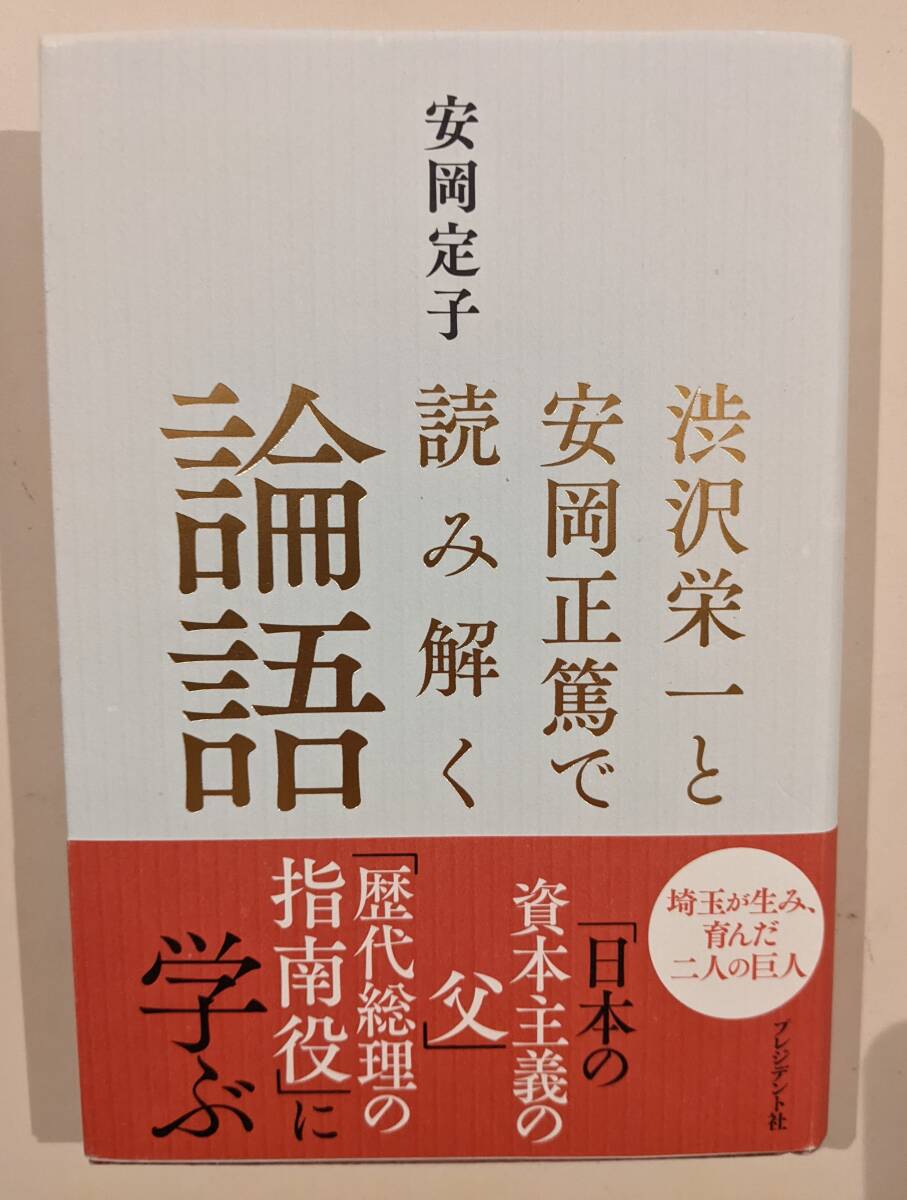 安岡定子
渋沢栄一と
安岡正篤で
読み解く
論語
埼玉が生み、
育んだ
二人の巨人
「日本の
資本主義の
父」
「歴代総理の
指南役」に
学ぶ
プレジデント社